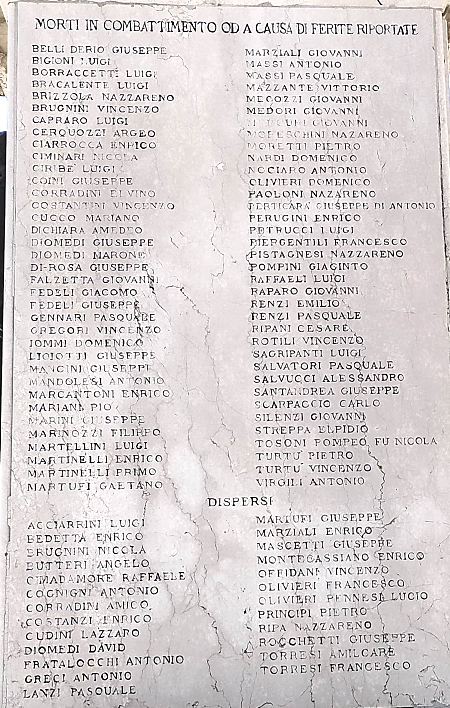 MORTI IN COMBATTIMENTO OD A CAUSA DI FERITE RIPORTATE
BELLI DERIO GIUSEPPE
BIGIONI LUIGI
BORRACCETTI LUIGI
BRACALENTE LUIGI
BRIZZOLA NAZZARENO
BRUGNINI VINCENZO
CAPRARO LUIGI
CERQUOZZI ARGEO
CIARROCCA ENRICO
CIMINARI NICOLA
CIRIBE LUIGI
COINI GIUSEPPE
CORRADINI ELVINO
COSTANTINI VINCENZO
CUCCO MARIANO
DICHIARA AMEDEO
DIOMEDI GIUSEPPE
DIOMEDI MARONE
DI-ROSA GIUSEPPE
FALZETTA GIOVANNI
FEDELI GIACOMO
FEDELI GIUSEPPE
GENNARI PASQUALE
GREGORI VINCENZO
IOMMI DOMENICO
LIGIOTTI GIUSEPPE
MANCINI GIUSEPPE
MANDOLESI ANTONIO
MARCANTONI ENRICO
MARIANI PIO
MARINI GIUSEPPE
MARINOZZI FILIPPO
MARTELLINI LUIGI
MARTINELLI ENRICO
MARTINELLI PRIMO
MARTUFI GAETANO
MARZIALI GIOVANNI
MASSI ANTONIO
MASSI PASQUALE
MAZZANTE VITTORIO
MECOZZI GIOVANNI
MEDORI GIOVANNI
GIOVANNI
MORESCHINI NAZARENO
MORETTI PIETRO
NARDI DOMENICO
NOCIARO ANTONIO
OLIVIERI DOMENICO
PAOLONI NAZARENO
PERTICARÀ GIUSEPPE DI ANTONIO
PERUGINI ENRICO
PETRUCCI LUIGI
PIERGENTILI FRANCESCO
PISTAGNESI NAZZARENO
POMPINI GIACINTO
RAFFAELI LUIGI
RAPARO GIOVANNI
RENZI EMILIO
RENZI PASQUALE
RIPANI CESARE
ROTILI VINCENZO
SAGRIPANTI LUIGI
SALVATORI PASQUALE
SALVUCCI ALESSANDRO
SANTANDREA GIUSEPPE
SCARPACCIO CARLO
SILENZI GIOVANNI
STREPPA ELPIDIO
TOSONI POMPEO FU NICOLA
TURTU' PIETRO
TURTU' VINCENZO
VIRGILI ANTONIO
DISPERSI
ACCIARRINI LUIGI
BEDETTA ENRICO
BRUGNINI NICOLA
BUTTERI ANGELO
CIMADAMORE RAFFAELE
COGNIGNI ANTONIO
CORRADINI AMICO
COSTANZI ENRICO
CUDINI LAZZARO
DIOMEDI DAVID
FRATALOCCHI ANTONIO
GRECI ANTONIO
LANZI PASQUALE
MARTUFI GIUSEPPE
MARZIALI ENRICO
MASCETTI GIUSEPPE
MONTECASSIANO ENRICO
OFFIDANI VINCENZO
OLIVIERI FRANCESCO
OLIVIERI PENNESI LUCIO
PRINCIPI PIETRO
RIPA NAZZARENO
ROCCHETTI GIUSEPPE
TORRESI AMILCARE
TORRESI FRANCESCO